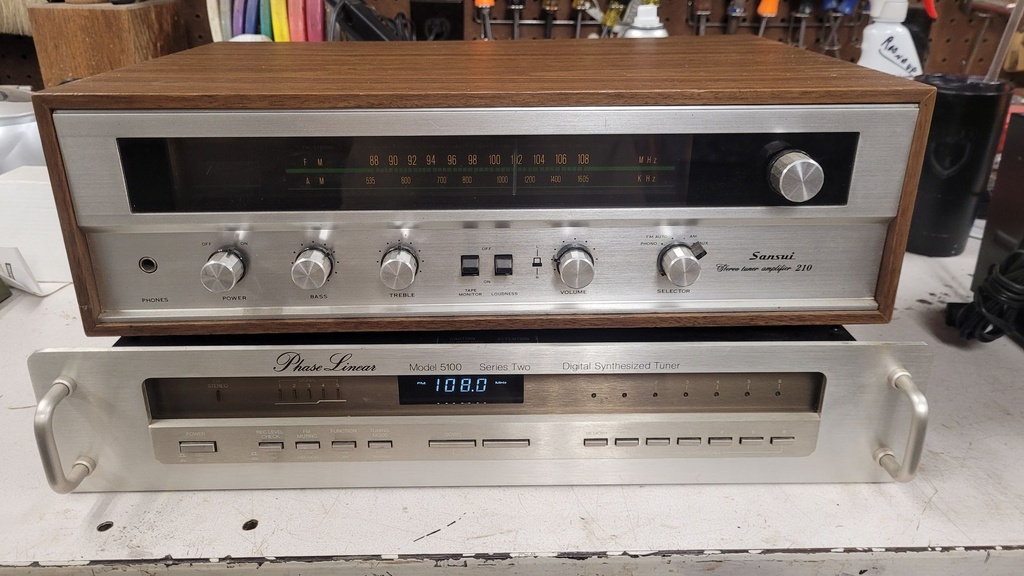 F M 88 90 92 94 96 98 100 102 104 106 108 MHz
A M 535 600 700 800 1000 1200 1400 1605 KHz
OFF ON
OFF
FM AUTO AM
PHONO AUX
Sansui
Stereo tuner amplifier 210
ON
PHONES POWER BASS TREBLE TAPE MONITOR LOUDNESS VOLUME SELECTOR
Phase Linear Model 5100 Series Two Digital Synthesized Tuner
STEREO
FM 108.0 MHz
POWER